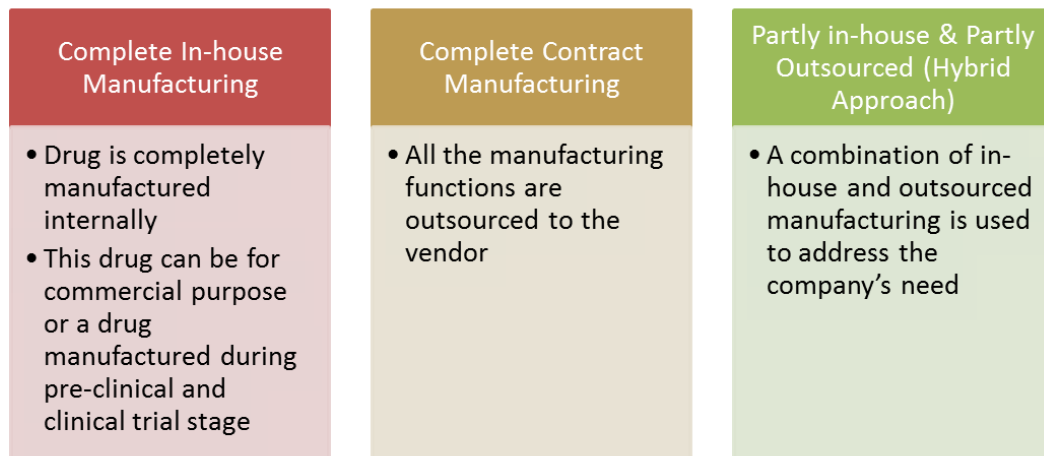 Complete In-house
Manufacturing
• Drug is completely
manufactured
internally
• This drug can be for
commercial purpose
or a drug
manufactured during
pre-clinical and
clinical trial stage
Complete Contract
Manufacturing
• All the manufacturing
functions are
outsourced to the
vendor
Partly in-house & Partly
Outsourced (Hybrid
Approach)
• A combination of in-
house and outsourced
manufacturing is used
to address the
company’s need